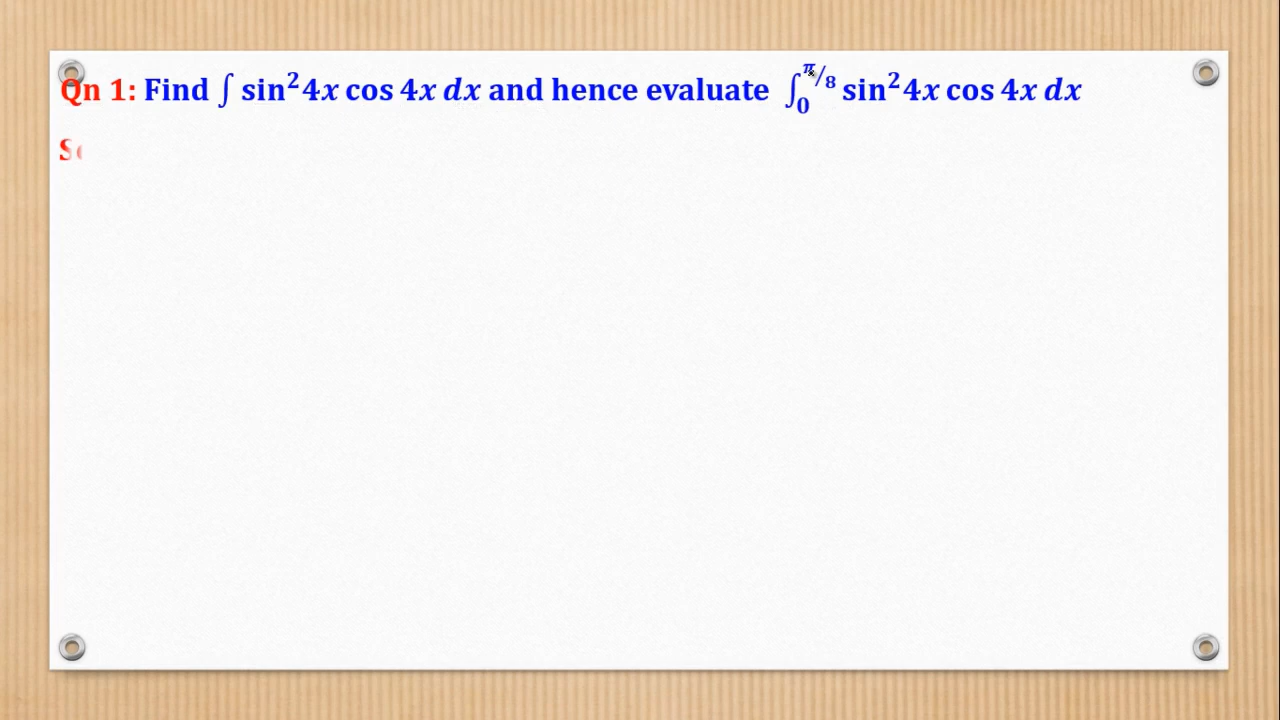 Qn 1: Find ∫ sin²4x cos 4x dx and hence evaluate ∫₀^π/8 sin²4x cos 4x dx